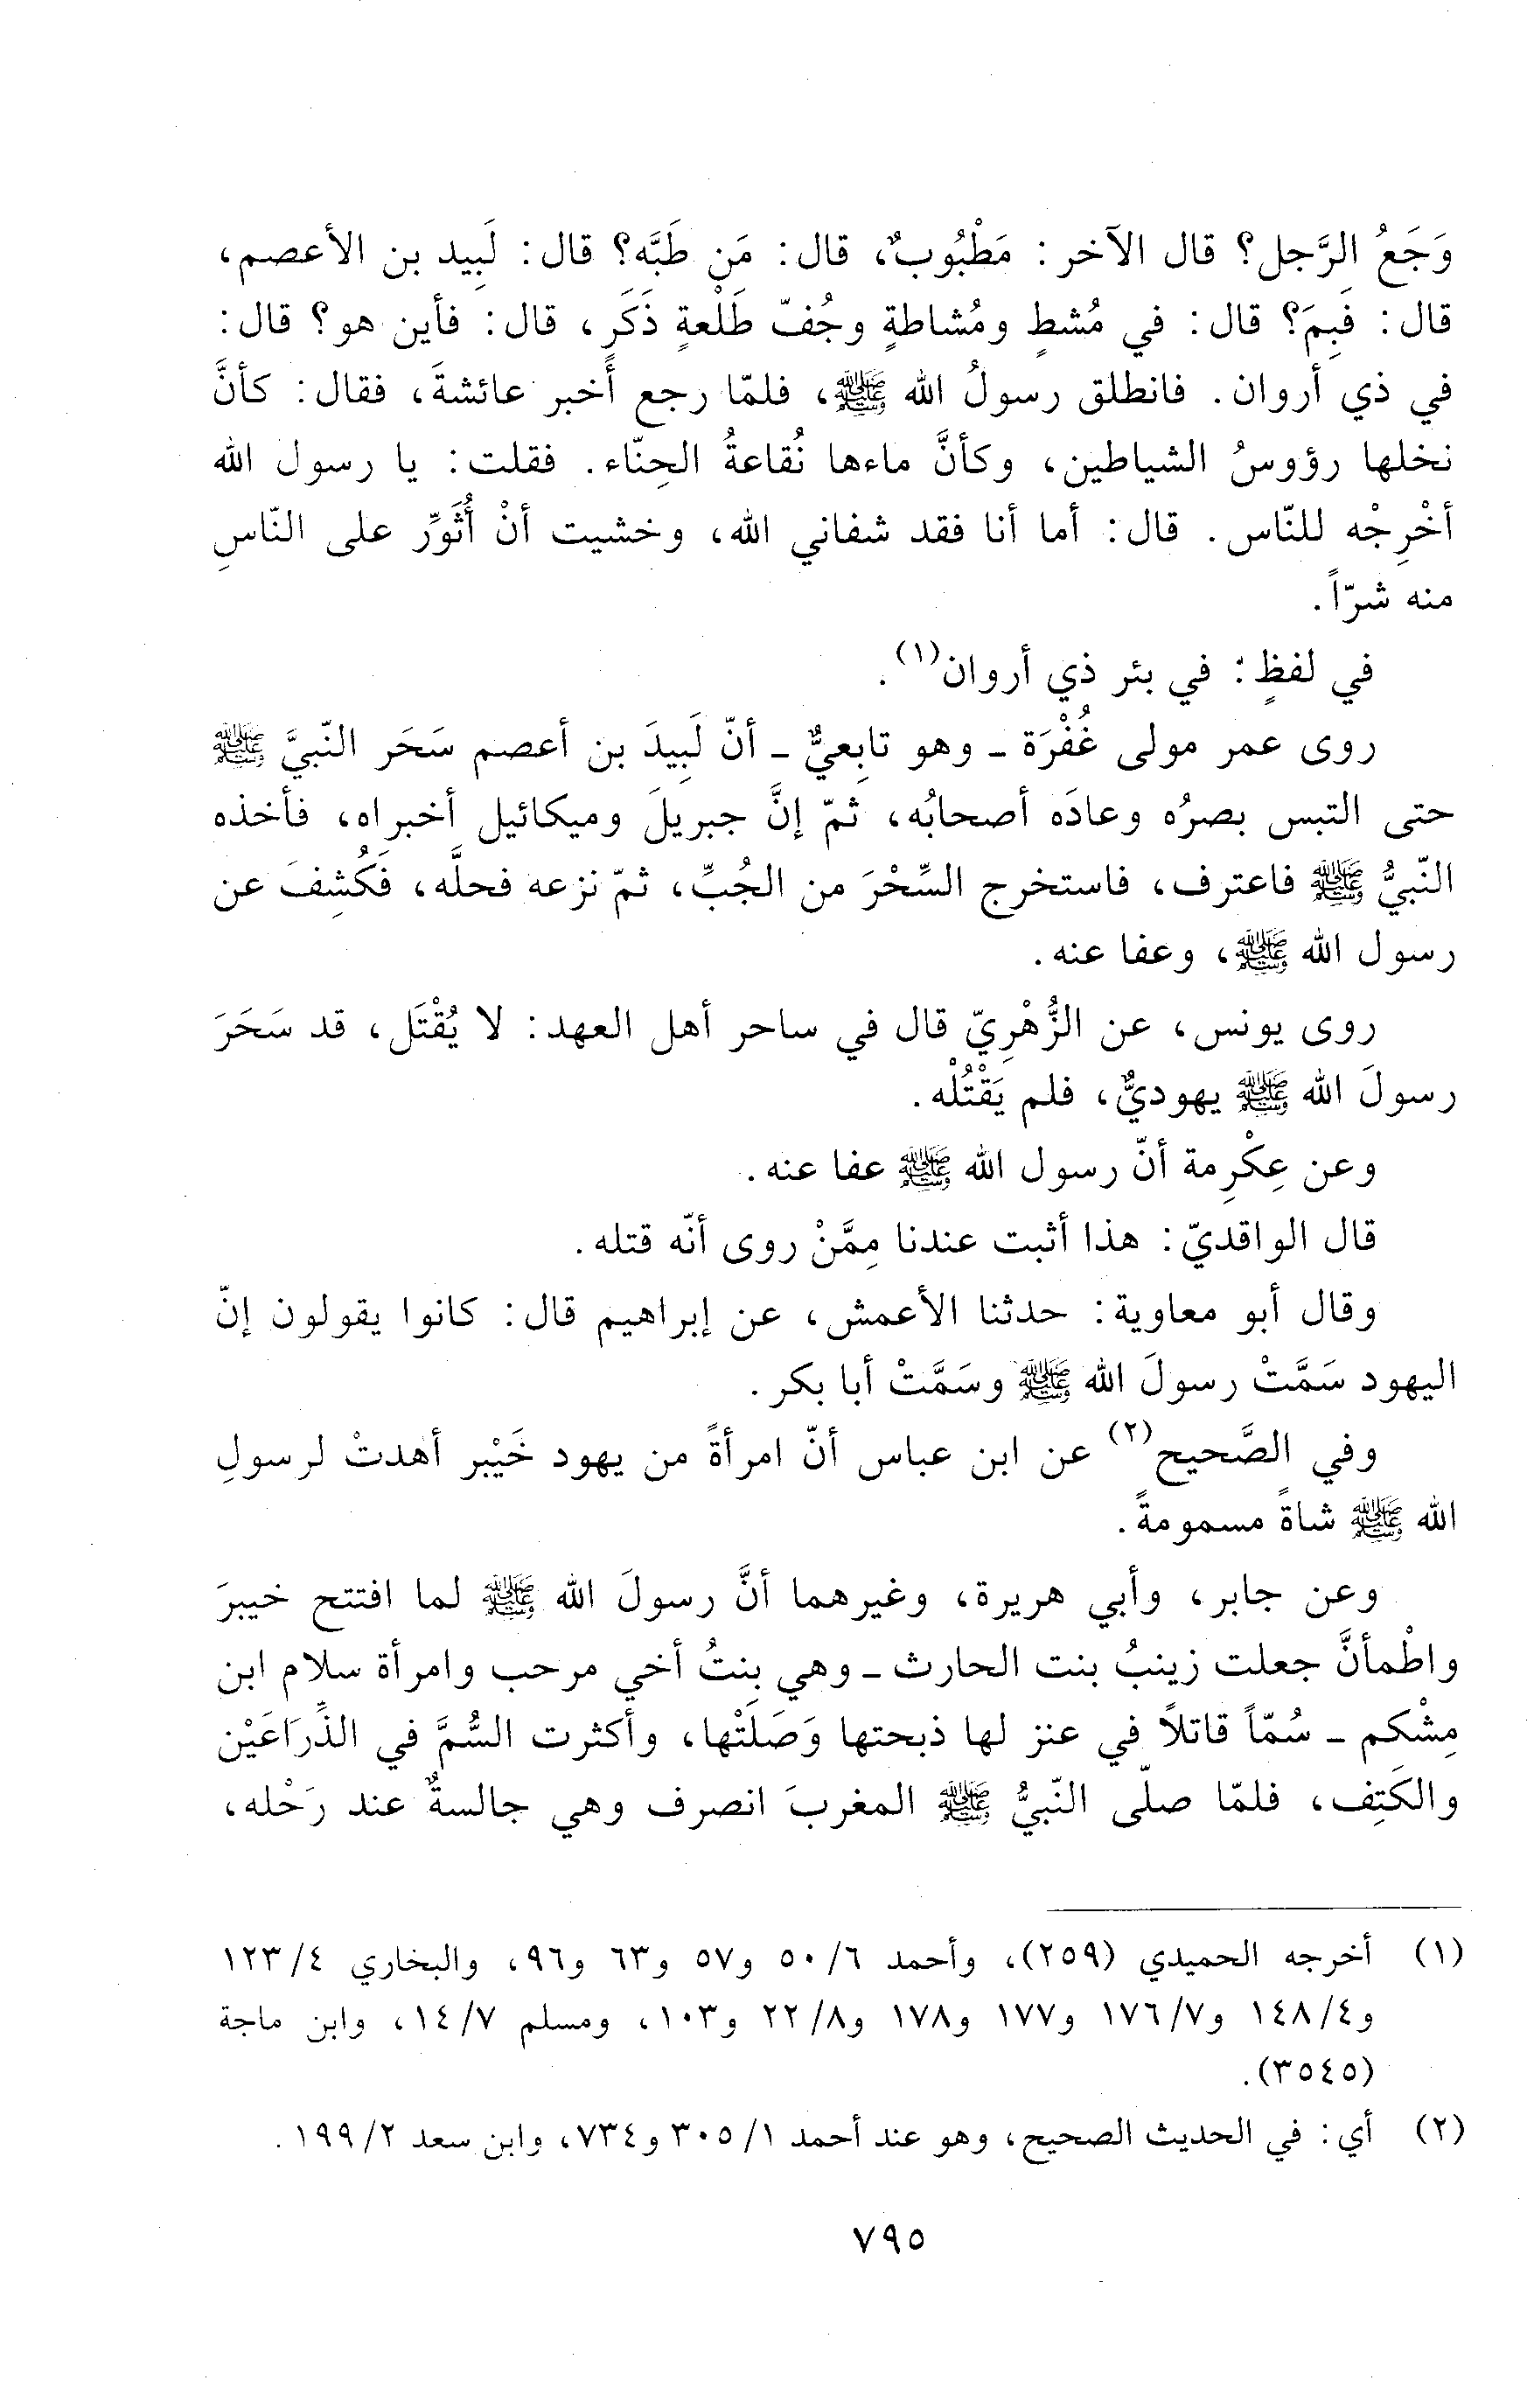 وَجَعُ الرَّجل؟ قال الآخر: مَطْبُوبٌ، قال: مَن طَبَّه؟ قال: لَبِيد بن الأعصم،
قال: فَبِمَ؟ قال: في مُشطٍ ومُشاطةٍ وجُفّ طَلْعةٍ ذَكَرٍ، قال: فأين هو؟ قال:
في ذي أروان. فانطلق رسولُ الله ﷺ، فلمّا رجع أَخبر عائشةَ، فقال: كأنَّ
نخلها رؤوسُ الشياطين، وكأنَّ ماءها نُقاعةُ الحِنّاء. فقلت: يا رسول الله
أخْرِجْه للنّاس. قال: أما أنا فقد شفاني الله، وخشيت أنْ أُثَوِّر على النّاسِ
منه شرّاً.
في لفظٍ: في بئر ذي أروان(١).
روى عمر مولى غُفْرَة ـ وهو تابِعيٌّ ـ أنّ لَبِيدَ بن أعصم سَحَر النّبيَّ ﷺ
حتى التبس بصرُه وعادَه أصحابُه، ثمّ إنَّ جبريلَ وميكائيل أخبراه، فأخذه
النّبيُّ ﷺ فاعترف، فاستخرج السِّحْرَ من الجُبِّ، ثمّ نزعه فحلَّه، فَكُشِفَ عن
رسول الله ﷺ، وعفا عنه.
روى يونس، عن الزُّهْرِيّ قال في ساحر أهل العهد: لا يُقْتَل، قد سَحَرَ
رسولَ الله ﷺ يهوديٌّ، فلم يَقْتُلْه.
وعن عِكْرِمة أنّ رسول الله ﷺ عفا عنه.
قال الواقديّ: هذا أثبت عندنا مِمَّنْ روى أنّه قتله.
وقال أبو معاوية: حدثنا الأعمش، عن إبراهيم قال: كانوا يقولون إنّ
اليهود سَمَّتْ رسولَ الله ﷺ وسَمَّتْ أبا بكر.
وفي الصَّحيح(٢) عن ابن عباس أنّ امرأةً من يهود خَيْبر أهدتْ لرسولِ
الله ﷺ شاةً مسمومةً.
وعن جابر، وأبي هريرة، وغيرهما أنَّ رسولَ الله ﷺ لما افتتح خيبرَ
واطْمأنَّ جعلت زينبُ بنت الحارث ـ وهي بنتُ أخي مرحب وامرأة سلام ابن
مِشْكم ـ سُمّاً قاتلاً في عنز لها ذبحتها وَصَلَتْها، وأكثرت السُّمَّ في الذِّرَاعَيْن
والكَتِف، فلمّا صلّى النّبيُّ ﷺ المغربَ انصرف وهي جالسةٌ عند رَحْله،
(١) أخرجه الحميدي (٢٥٩)، وأحمد ٦/ ٥٠ و٥٧ و٦٣ و٩٦، والبخاري ٤/ ١٢٣
و٤/ ١٤٨ و٧/ ١٧٦ و١٧٧ و١٧٨ و٨/ ٢٢ و١٠٣، ومسلم ٧/ ١٤، وابن ماجة
(٣٥٤٥).
(٢) أي: في الحديث الصحيح، وهو عند أحمد ١/ ٣٠٥ و٧٣٤، وابن سعد ٢/ ١٩٩.
٧٩٥